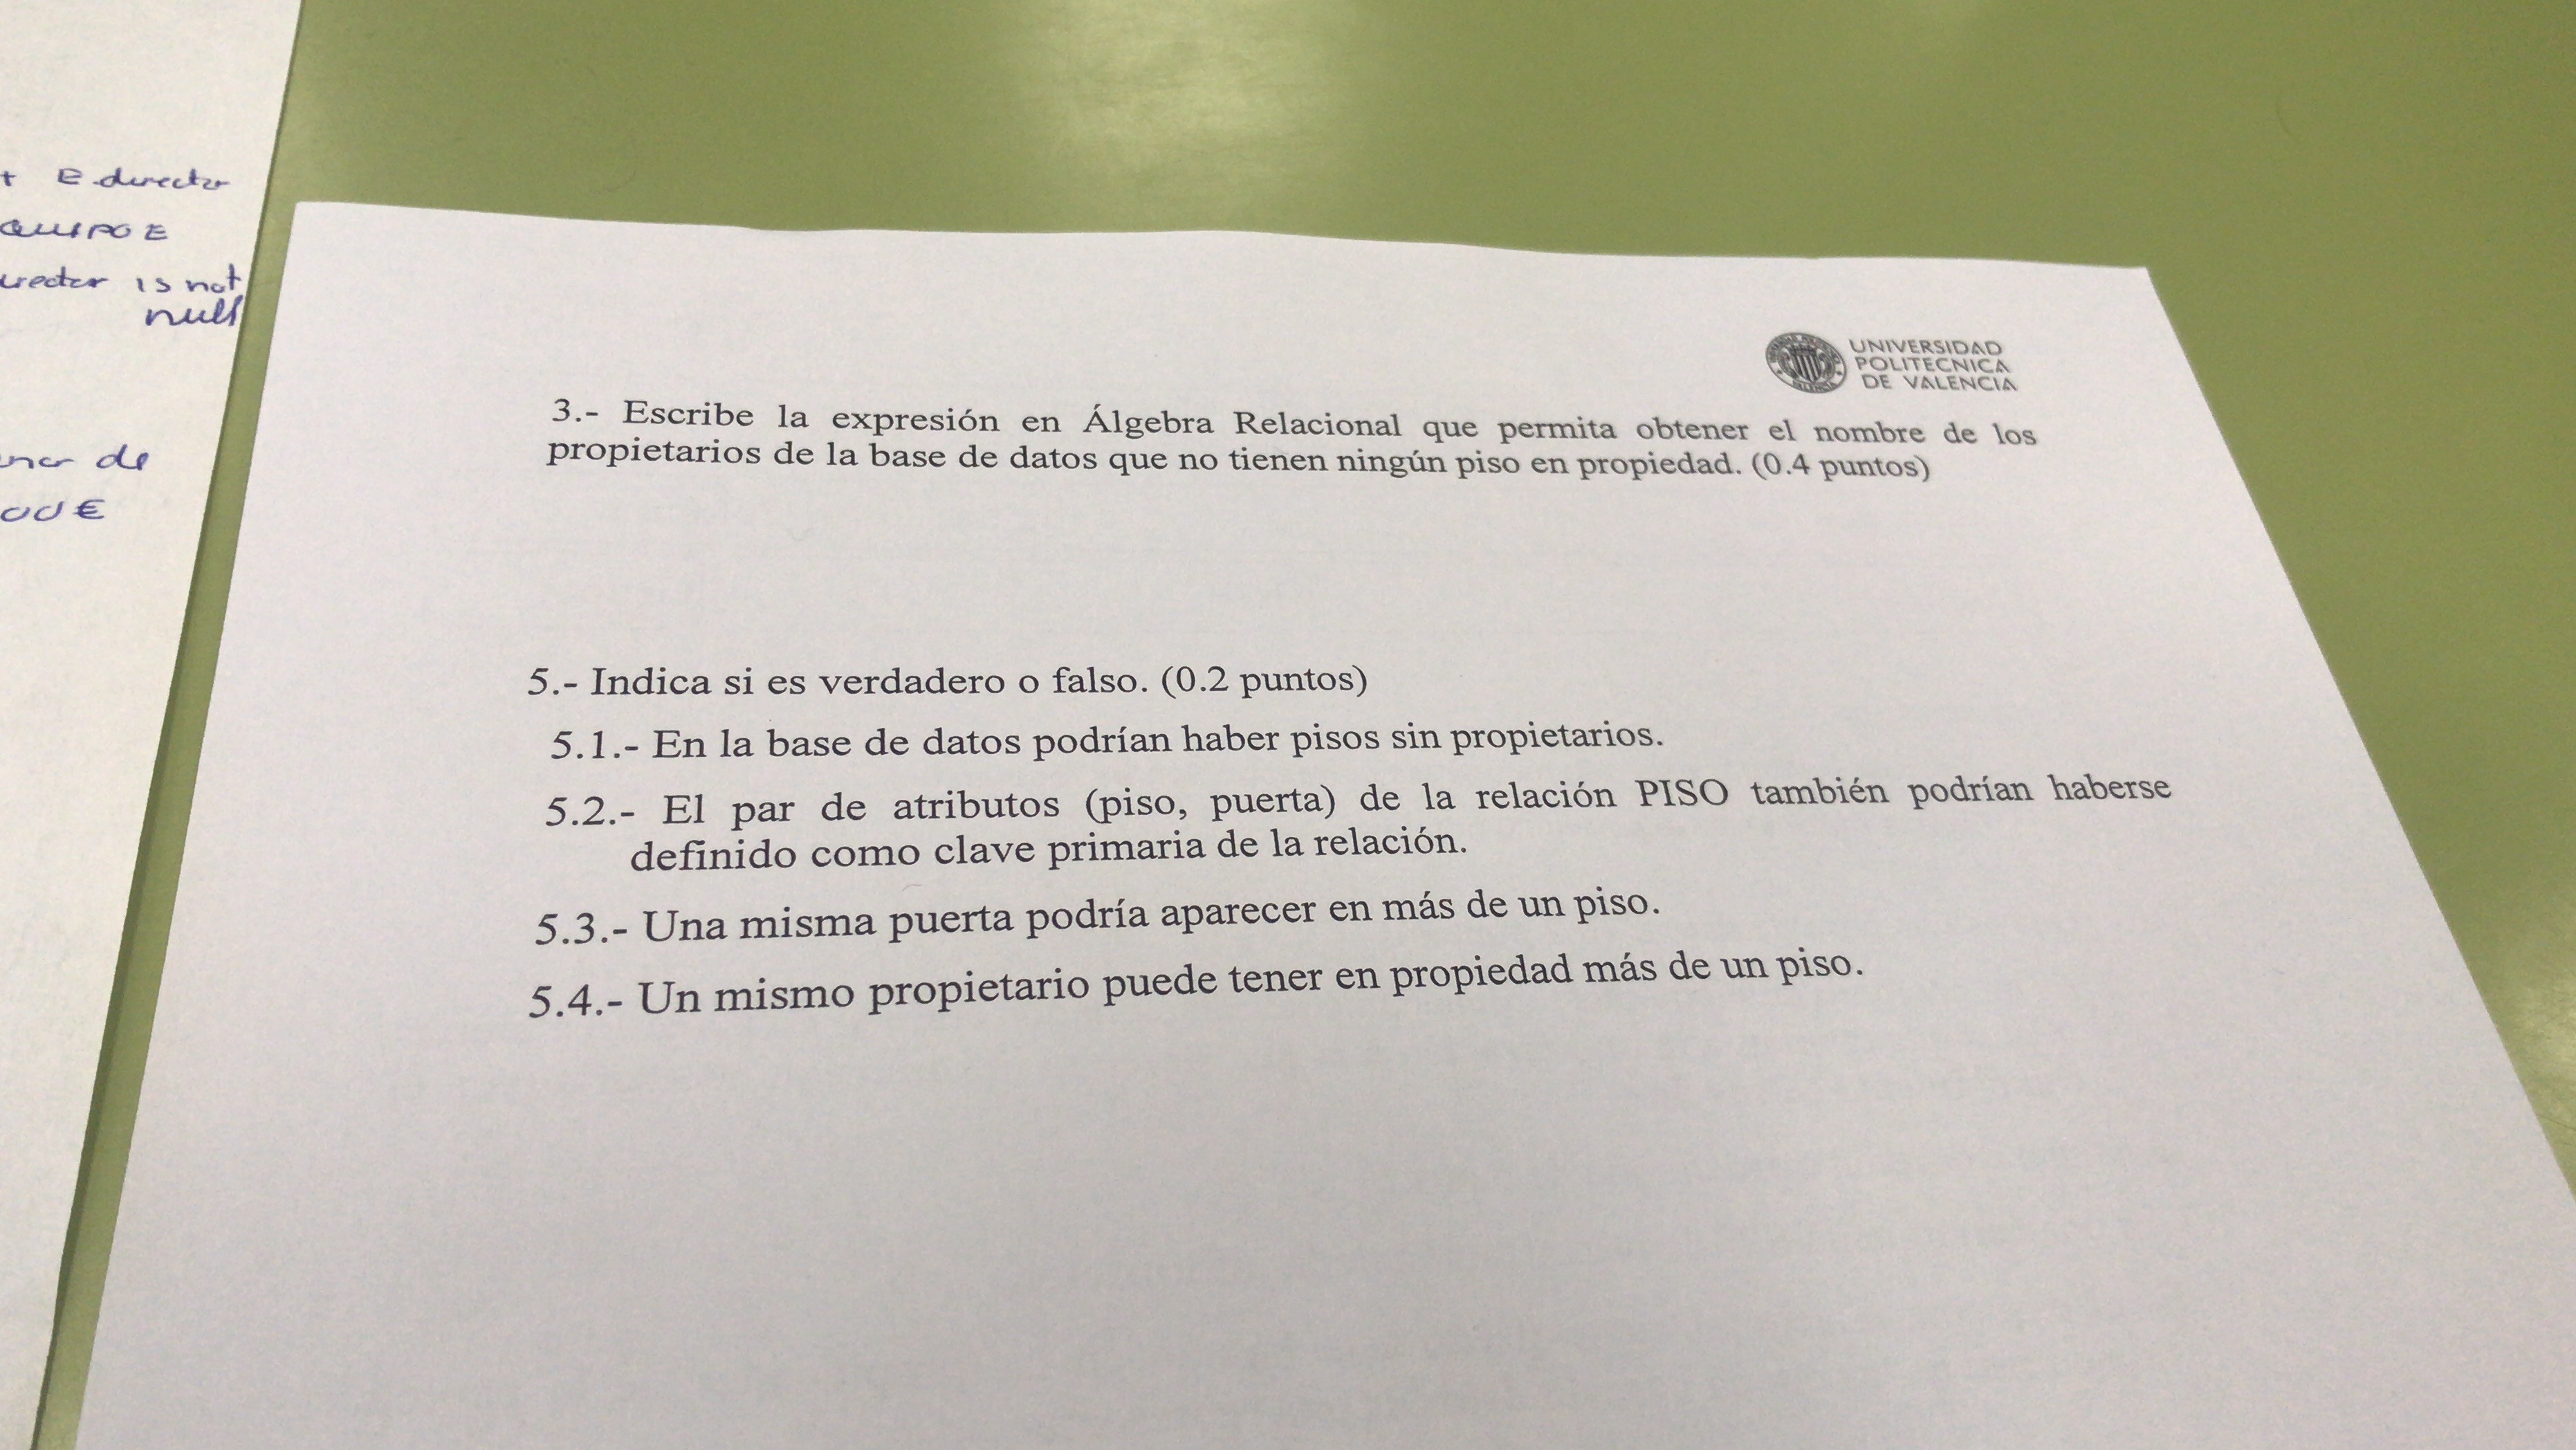 E director
E
is not
null
de
€
UNIVERSIDAD
POLITECNICA
DE VALENCIA
3.- Escribe la expresión en Álgebra Relacional que permita obtener el nombre de los
propietarios de la base de datos que no tienen ningún piso en propiedad. (0.4 puntos)
5.- Indica si es verdadero o falso. (0.2 puntos)
5.1.- En la base de datos podrían haber pisos sin propietarios.
5.2.- El par de atributos (piso, puerta) de la relación PISO también podrían haberse
definido como clave primaria de la relación.
5.3.- Una misma puerta podría aparecer en más de un piso.
5.4.- Un mismo propietario puede tener en propiedad más de un piso.